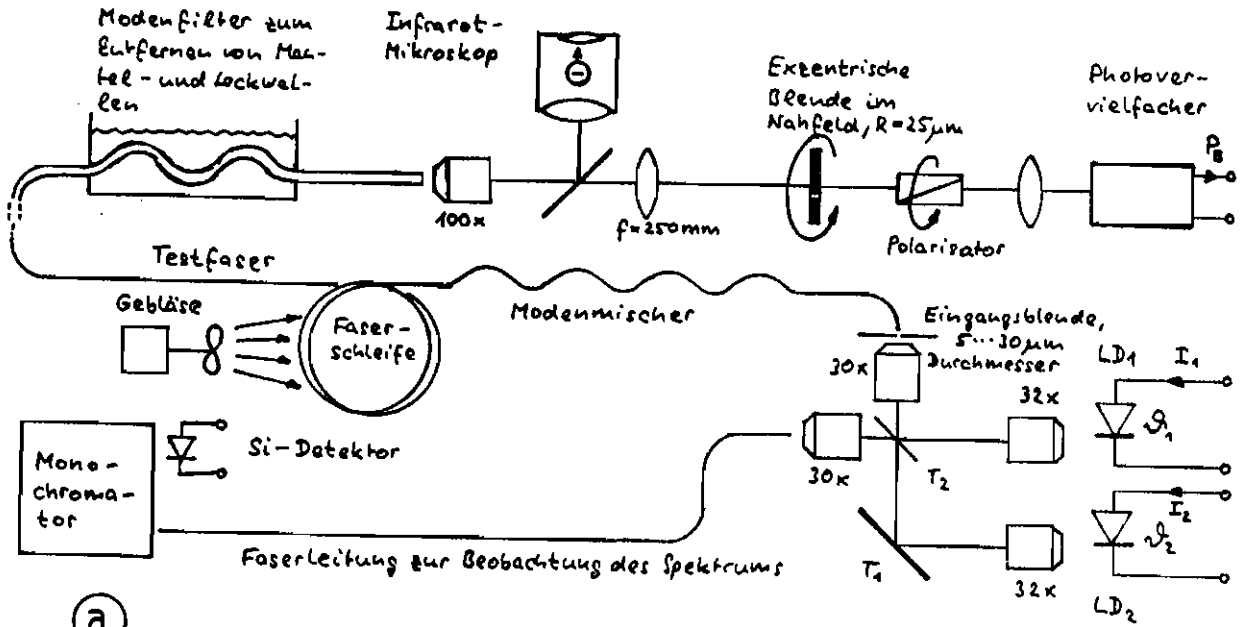 Modenfilter zum
Entfernen von Man-
tel- und Leckwel-
len
Infrarot-
Mikroskop
Exzentrische
Blende im
Nahfeld, R=25μm
Photover-
vielfacher
P_B
100x
f=250mm
Polarisator
Testfaser
Gebläse
Faser-
schleife
Modenmischer
Eingangsblende,
5...30μm
Durchmesser
30x
32x
LD₁
I₁
ϑ₁
Mono-
chroma-
tor
Si-Detektor
30x
T₂
I₂
ϑ₂
Faserleitung zur Beobachtung des Spektrums
T₁
32x
LD₂
a